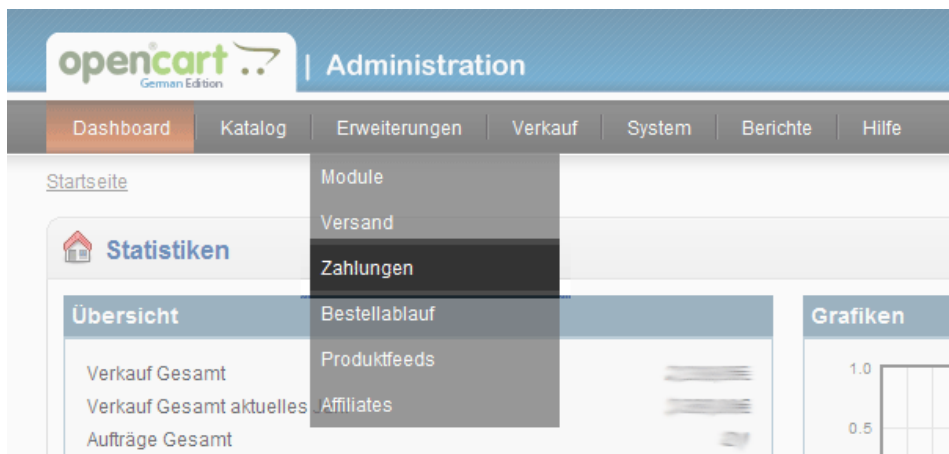 opencart | Administration
German Edition
Dashboard Katalog Erweiterungen Verkauf System Berichte Hilfe
Startseite
Module
Versand
Zahlungen
Bestellablauf
Produktfeeds
Affiliates
Statistiken
Übersicht
Verkauf Gesamt
Verkauf Gesamt aktuelles
Aufträge Gesamt
Grafiken
1.0
0.5